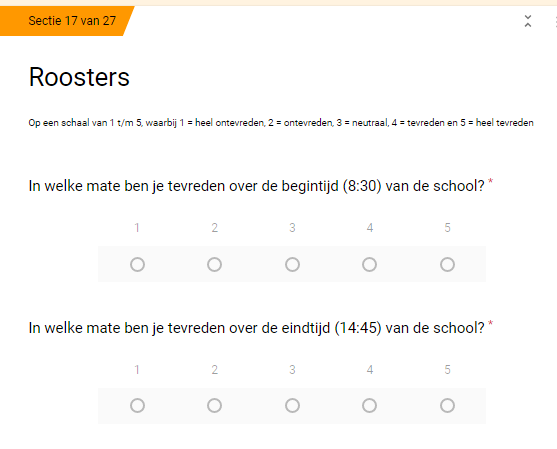 Sectie 17 van 27
Roosters
Op een schaal van 1 t/m 5, waarbij 1 = heel ontevreden, 2 = ontevreden, 3 = neutraal, 4 = tevreden en 5 = heel tevreden
In welke mate ben je tevreden over de begintijd (8:30) van de school? *
1 2 3 4 5
In welke mate ben je tevreden over de eindtijd (14:45) van de school? *
1 2 3 4 5